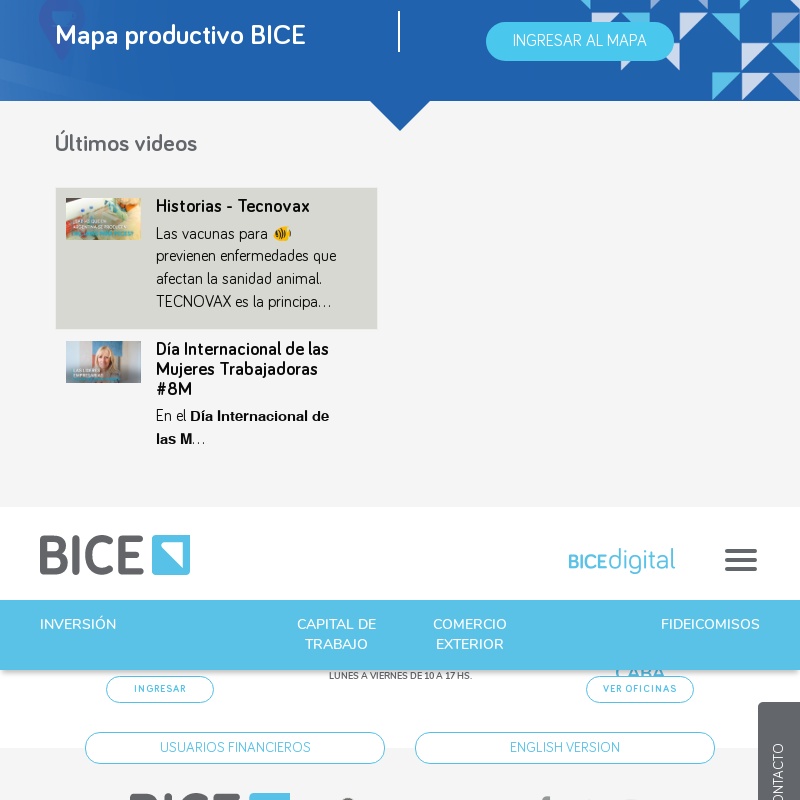 Mapa productivo BICE
INGRESAR AL MAPA
Últimos videos
Historias - Tecnovax
Las vacunas para 🐠
previenen enfermedades que
afectan la sanidad animal.
TECNOVAX es la principa...
Día Internacional de las
Mujeres Trabajadoras
#8M
En el Día Internacional de
las M...
BICE
BICEdigital
INVERSIÓN
CAPITAL DE
TRABAJO
COMERCIO
EXTERIOR
FIDEICOMISOS
CABA
LUNES A VIERNES DE 10 A 17 HS.
INGRESAR
VER OFICINAS
USUARIOS FINANCIEROS
ENGLISH VERSION
BICE